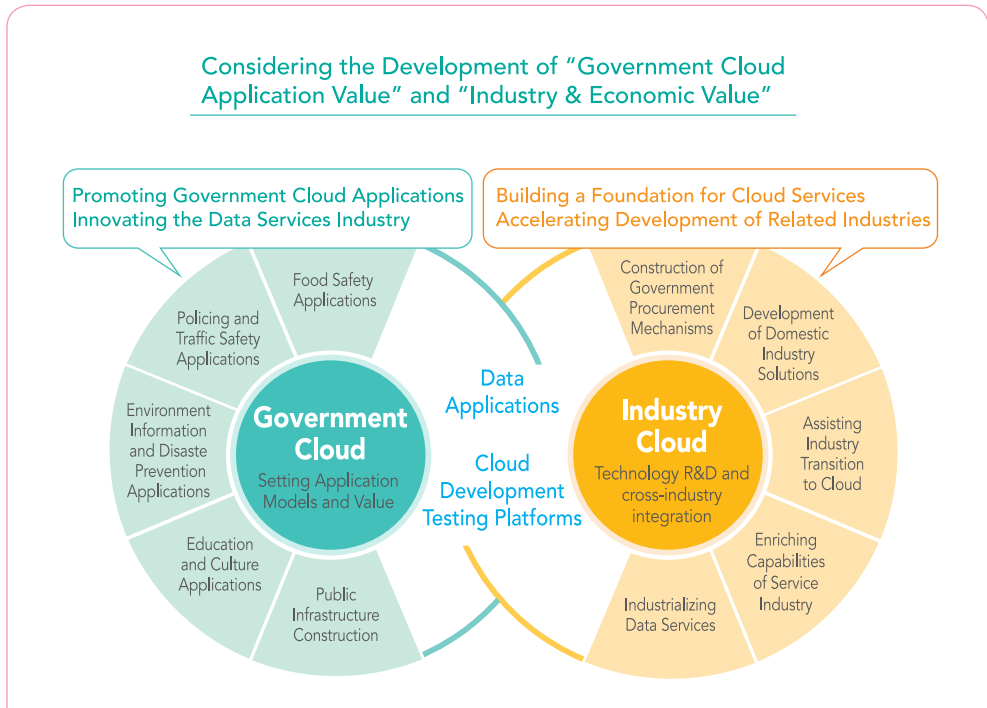 Considering the Development of “Government Cloud
Application Value” and “Industry & Economic Value”
Promoting Government Cloud Applications
Innovating the Data Services Industry
Building a Foundation for Cloud Services
Accelerating Development of Related Industries
Food Safety
Applications
Policing and
Traffic Safety
Applications
Environment
Information
and Disaste
Prevention
Applications
Education
and Culture
Applications
Public
Infrastructure
Construction
Government
Cloud
Setting Application
Models and Value
Data
Applications
Cloud
Development
Testing Platforms
Industry
Cloud
Technology R&D and
cross-industry
integration
Construction of
Government
Procurement
Mechanisms
Development
of Domestic
Industry
Solutions
Assisting
Industry
Transition
to Cloud
Enriching
Capabilities
of Service
Industry
Industrializing
Data Services